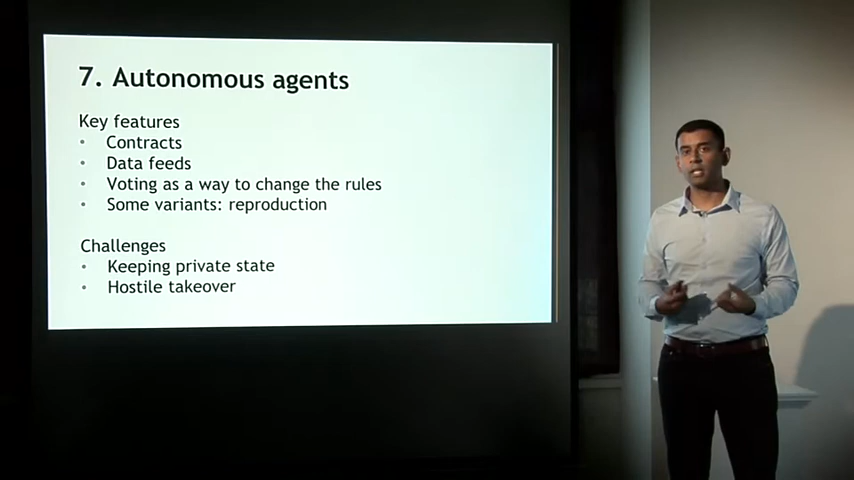 7. Autonomous agents
Key features
• Contracts
• Data feeds
• Voting as a way to change the rules
• Some variants: reproduction
Challenges
• Keeping private state
• Hostile takeover